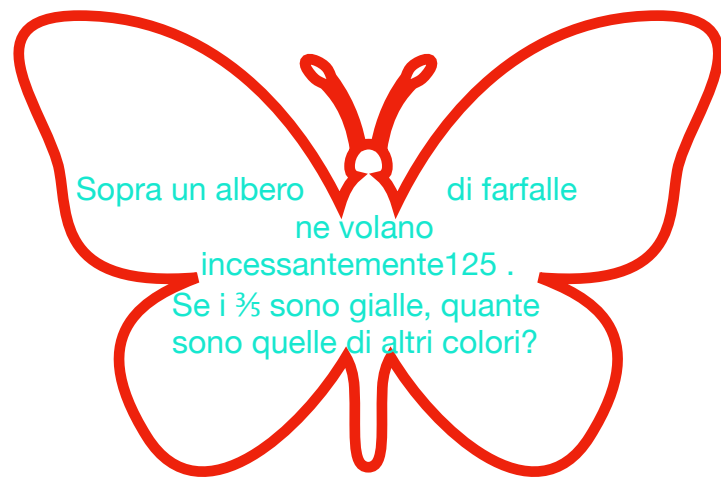 Sopra un albero di farfalle
ne volano
incessantemente125 .
Se i ⅗ sono gialle, quante
sono quelle di altri colori?